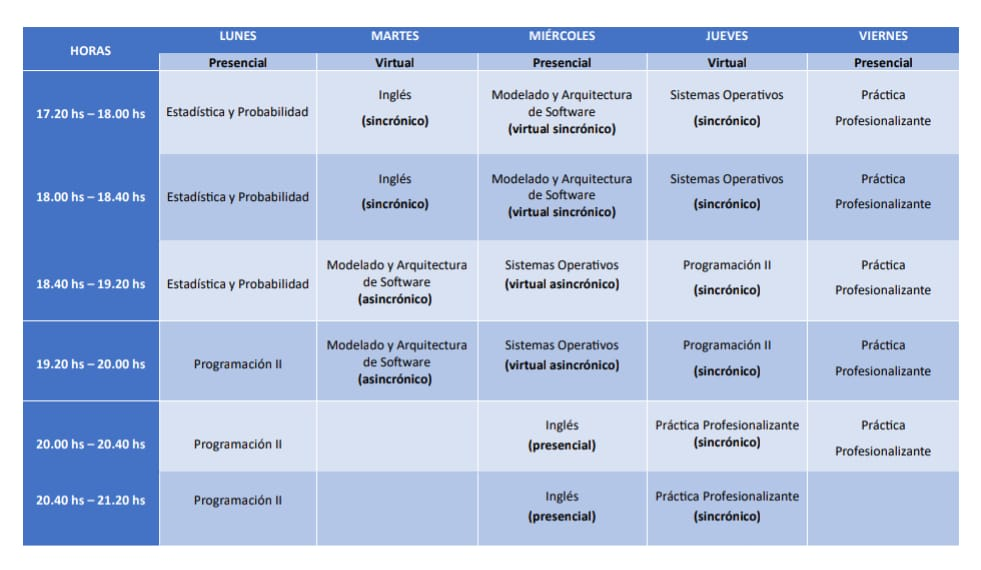 HORAS
LUNES
MARTES
MIÉRCOLES
JUEVES
VIERNES
Presencial
Virtual
Presencial
Virtual
Presencial
17.20 hs – 18.00 hs
Estadística y Probabilidad
Inglés
(sincrónico)
Modelado y Arquitectura
de Software
(virtual sincrónico)
Sistemas Operativos
(sincrónico)
Práctica
Profesionalizante
18.00 hs – 18.40 hs
Estadística y Probabilidad
Inglés
(sincrónico)
Modelado y Arquitectura
de Software
(virtual sincrónico)
Sistemas Operativos
(sincrónico)
Práctica
Profesionalizante
18.40 hs – 19.20 hs
Estadística y Probabilidad
Modelado y Arquitectura
de Software
(asincrónico)
Sistemas Operativos
(virtual asincrónico)
Programación II
(sincrónico)
Práctica
Profesionalizante
19.20 hs – 20.00 hs
Programación II
Modelado y Arquitectura
de Software
(asincrónico)
Sistemas Operativos
(virtual asincrónico)
Programación II
(sincrónico)
Práctica
Profesionalizante
20.00 hs – 20.40 hs
Programación II
Inglés
(presencial)
Práctica Profesionalizante
(sincrónico)
Práctica
Profesionalizante
20.40 hs – 21.20 hs
Programación II
Inglés
(presencial)
Práctica Profesionalizante
(sincrónico)